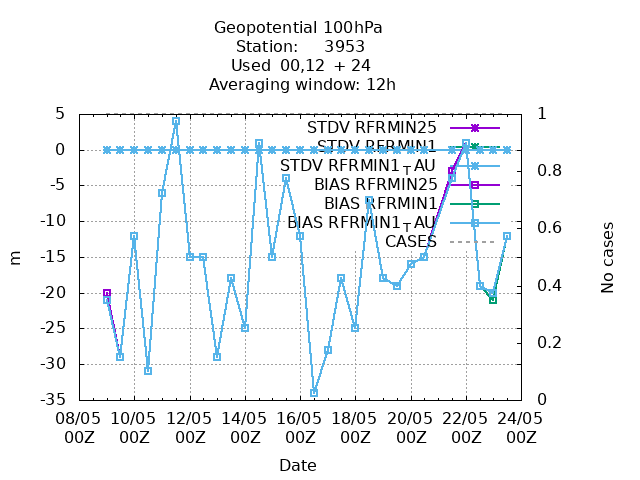 Geopotential 100hPa
Station: 3953
Used 00,12 + 24
Averaging window: 12h
5
0
-5
-10
-15
-20
-25
-30
-35
m
1
0.8
0.6
0.4
0.2
0
No cases
STDV RFRMIN25
STDV RFRMIN1
STDV RFRMIN1┬AU
BIAS RFRMIN25
BIAS RFRMIN1
BIAS RFRMIN1┬AU
CASES
08/05 10/05 12/05 14/05 16/05 18/05 20/05 22/05 24/05
00Z 00Z 00Z 00Z 00Z 00Z 00Z 00Z 00Z
Date